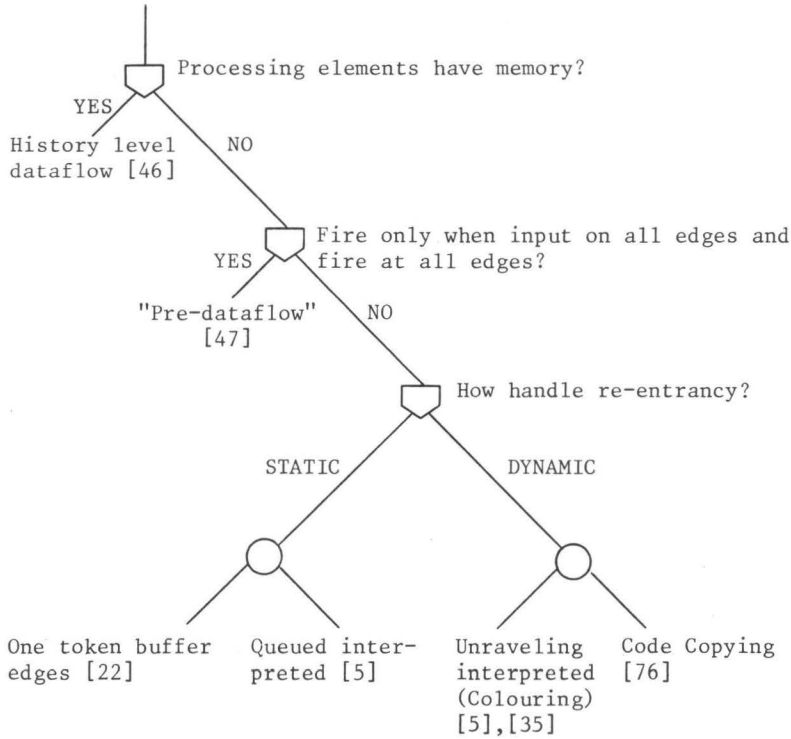 Processing elements have memory?
YES
History level
dataflow [46]
NO
Fire only when input on all edges and
fire at all edges?
YES
"Pre-dataflow"
[47]
NO
How handle re-entrancy?
STATIC
DYNAMIC
One token buffer
edges [22]
Queued inter-
preted [5]
Unraveling
interpreted
(Colouring)
[5],[35]
Code Copying
[76]